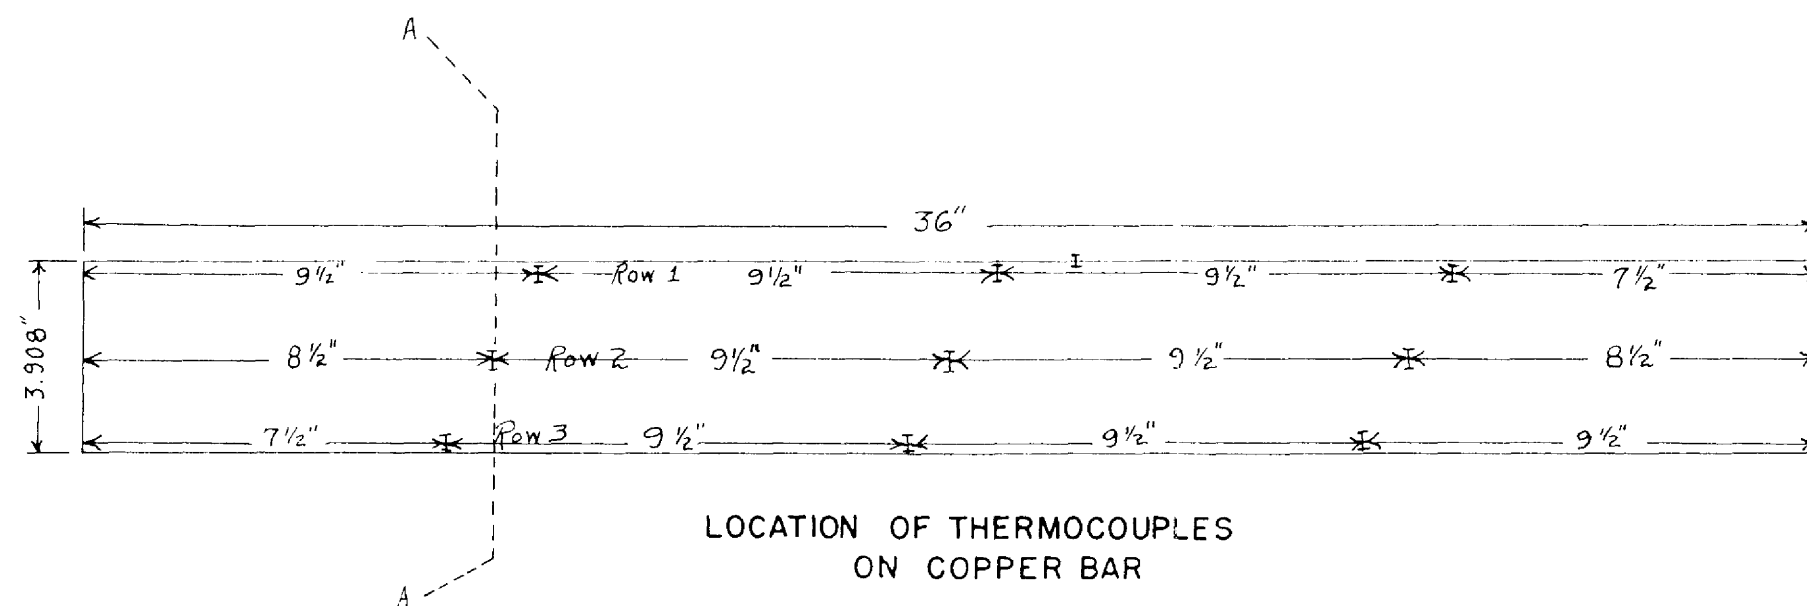 A
36"
9½" Row 1 9½" 9½" 7½"
3.908"
8½" Row 2 9½" 9½" 8½"
7½" Row 3 9½" 9½" 9½"
LOCATION OF THERMOCOUPLES
ON COPPER BAR
A